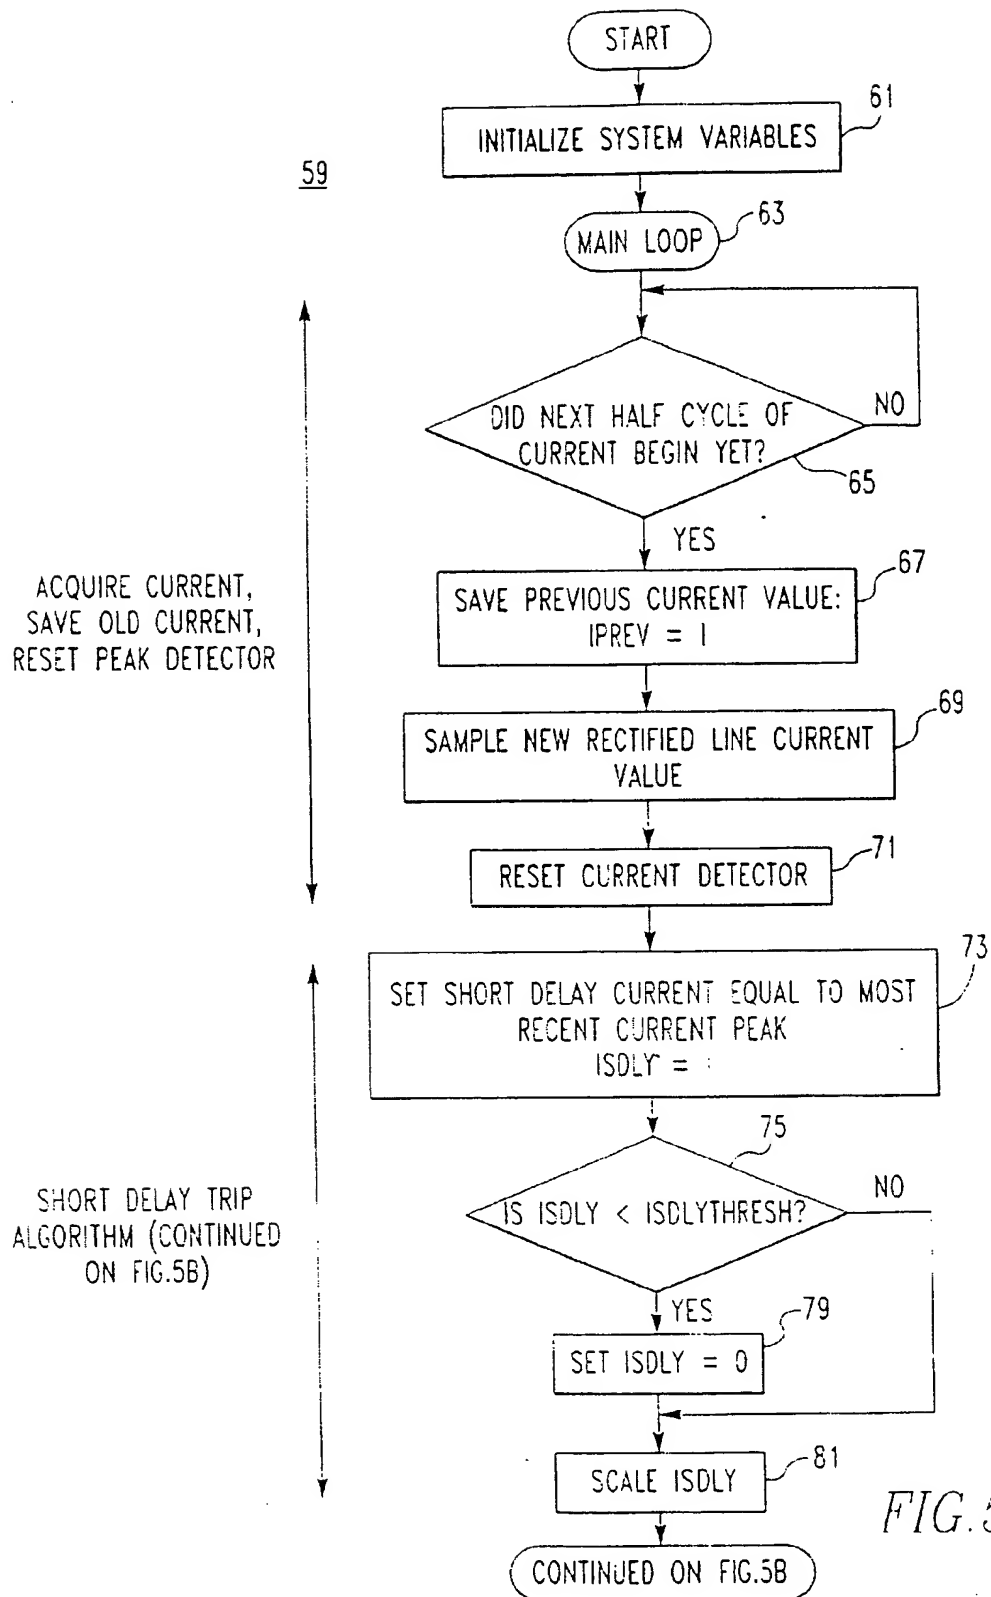 START
INITIALIZE SYSTEM VARIABLES
61
59
MAIN LOOP
63
DID NEXT HALF CYCLE OF
CURRENT BEGIN YET?
NO
65
YES
ACQUIRE CURRENT,
SAVE OLD CURRENT,
RESET PEAK DETECTOR
SAVE PREVIOUS CURRENT VALUE:
IPREV = I
67
SAMPLE NEW RECTIFIED LINE CURRENT
VALUE
69
RESET CURRENT DETECTOR
71
SET SHORT DELAY CURRENT EQUAL TO MOST
RECENT CURRENT PEAK
ISDLY =
73
IS ISDLY < ISDLYTHRESH?
75
NO
YES
SHORT DELAY TRIP
ALGORITHM (CONTINUED
ON FIG.5B)
SET ISDLY = 0
79
SCALE ISDLY
81
FIG.
CONTINUED ON FIG.5B